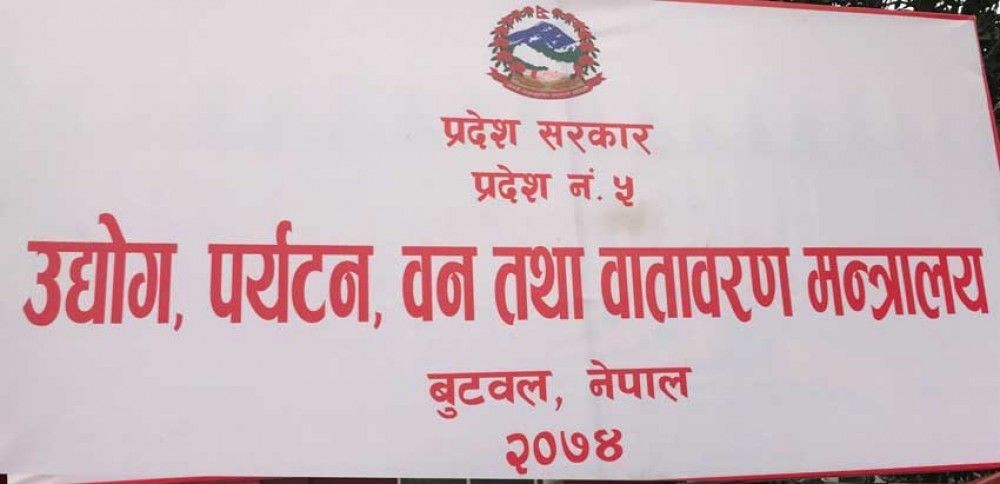 प्रदेश सरकार
प्रदेश नं. ५
उद्योग, पर्यटन, वन तथा वातावरण मन्त्रालय
बुटवल, नेपाल
२०७४